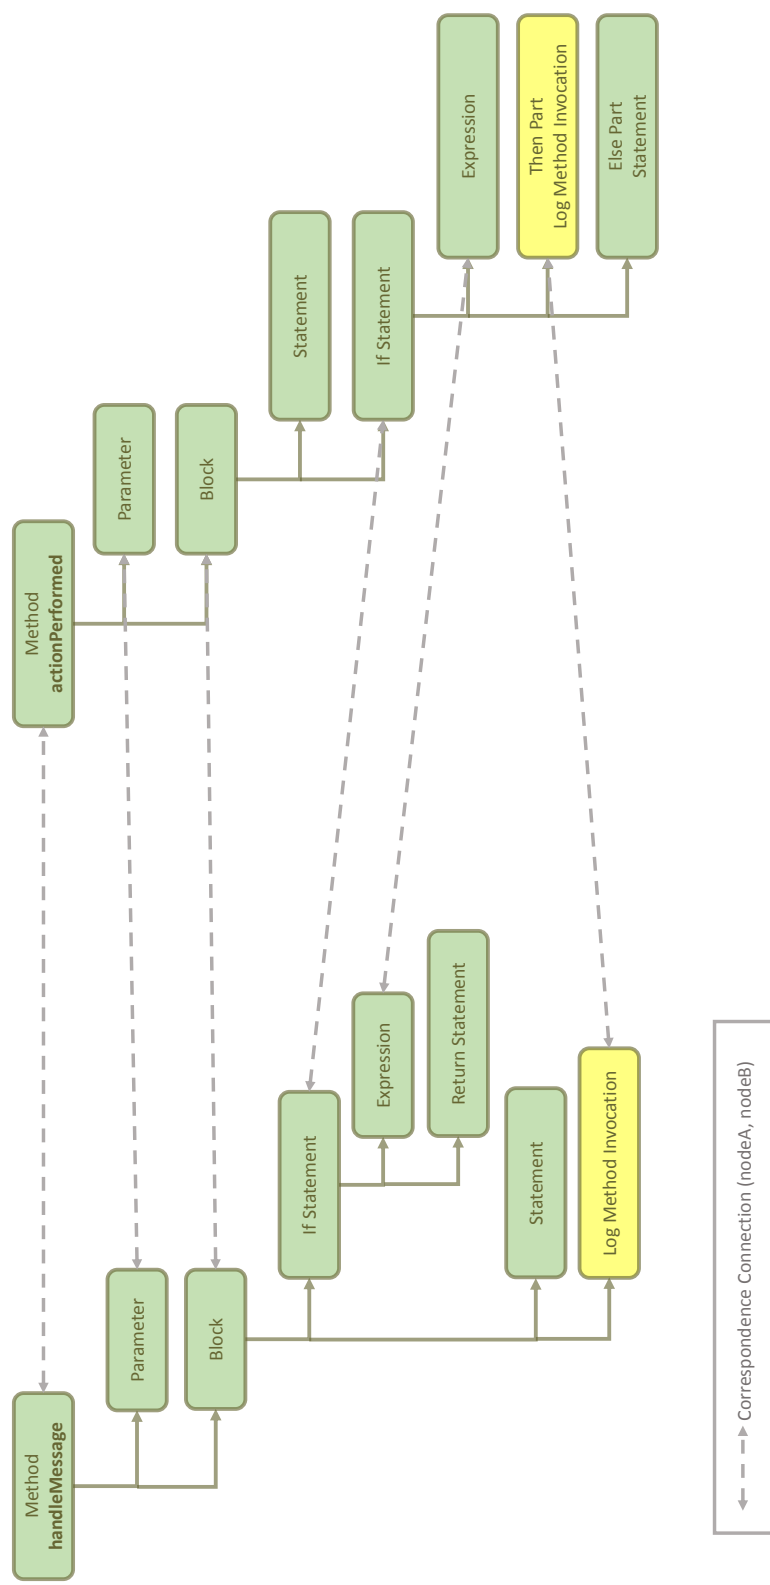 Method
handleMessage
Parameter
Block
If Statement
Expression
Return Statement
Statement
Log Method Invocation
Method
actionPerformed
Parameter
Block
Statement
If Statement
Expression
Then Part
Log Method Invocation
Else Part
Statement
Correspondence Connection (nodeA, nodeB)